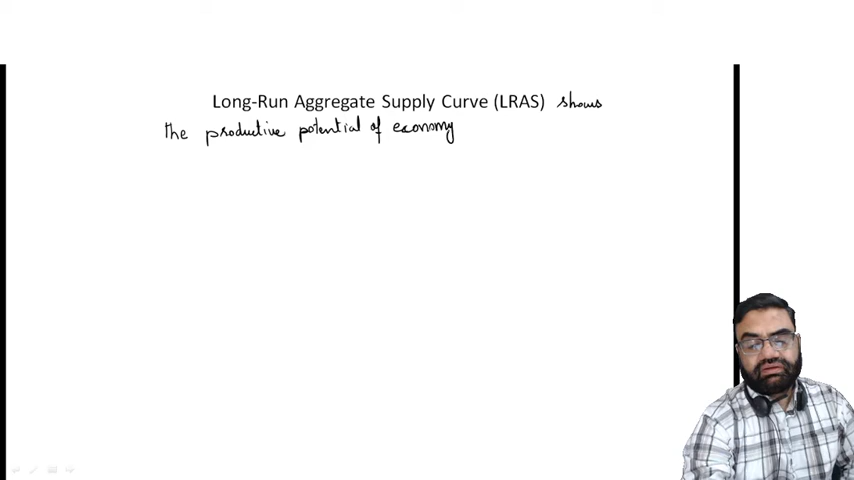 Long-Run Aggregate Supply Curve (LRAS) shows
the productive potential of economy